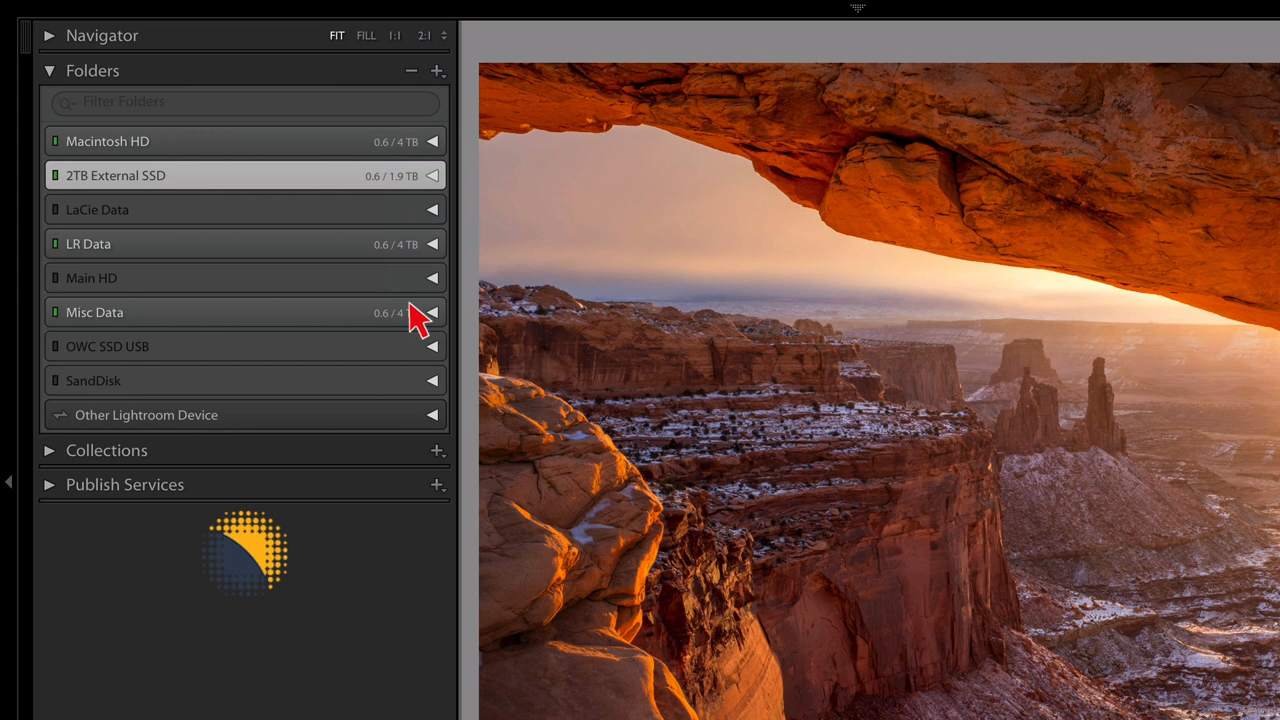 Navigator FIT FILL 1:1 2:1
Folders
Filter Folders
Macintosh HD 0.6 / 4 TB
2TB External SSD 0.6 / 1.9 TB
LaCie Data
LR Data 0.6 / 4 TB
Main HD
Misc Data 0.6 / 4
OWC SSD USB
SandDisk
Other Lightroom Device
Collections
Publish Services